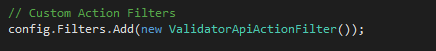 // Custom Action Filters
config.Filters.Add(new ValidatorApiActionFilter());